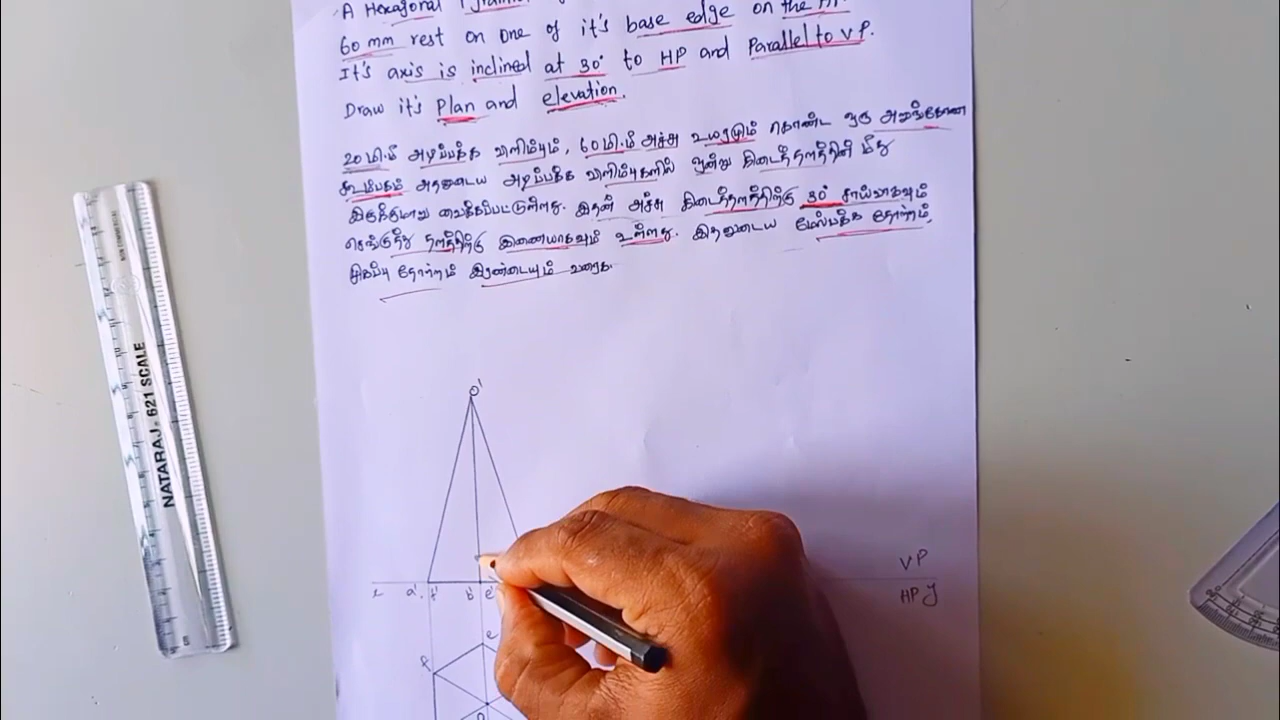 A Hexagonal Pyramid
60 mm rest on one of it's base edge on the HP.
It's axis is inclined at 30° to HP and Parallel to VP.
Draw it's Plan and elevation.
20 மி.மீ அடிப்பக்க விளிம்பும், 60 மி.மீ அச்சு உயரமும் கொண்ட ஒரு அறுங்கோண
கூம்பகம் அதனுடைய அடிப்பக்க விளிம்புகளில் ஒன்று கிடைத்தளத்தின் மீது
இருக்குமாறு வைக்கப்பட்டுள்ளது. இதன் அச்சு கிடைத்தளத்திற்கு 30° சாய்வாகவும்
செங்குத்து தளத்திற்கு இணையாகவும் உள்ளது. இதனுடைய மேல்பக்க தோற்றம்,
முகப்பு தோற்றம் இரண்டையும் வரைக.
NATARAJ 621 SCALE
o'
VP
x a' f' b' e'
HP y
e
o